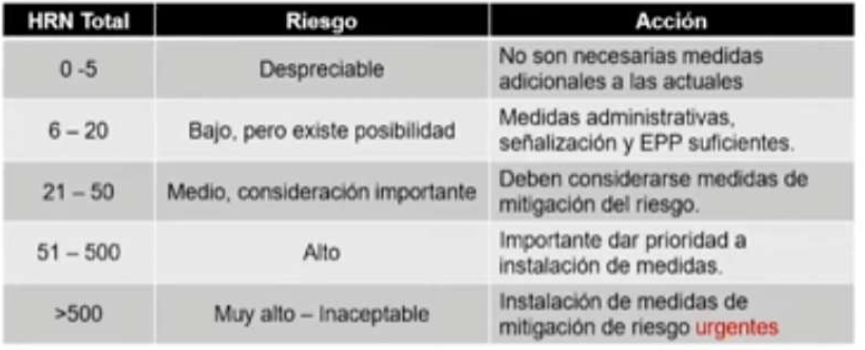 HRN Total Riesgo Acción
0 -5 Despreciable No son necesarias medidas
adicionales a las actuales
6 – 20 Bajo, pero existe posibilidad Medidas administrativas,
señalización y EPP suficientes.
21 – 50 Medio, consideración importante Deben considerarse medidas de
mitigación del riesgo.
51 – 500 Alto Importante dar prioridad a
instalación de medidas.
>500 Muy alto – Inaceptable Instalación de medidas de
mitigación de riesgo urgentes